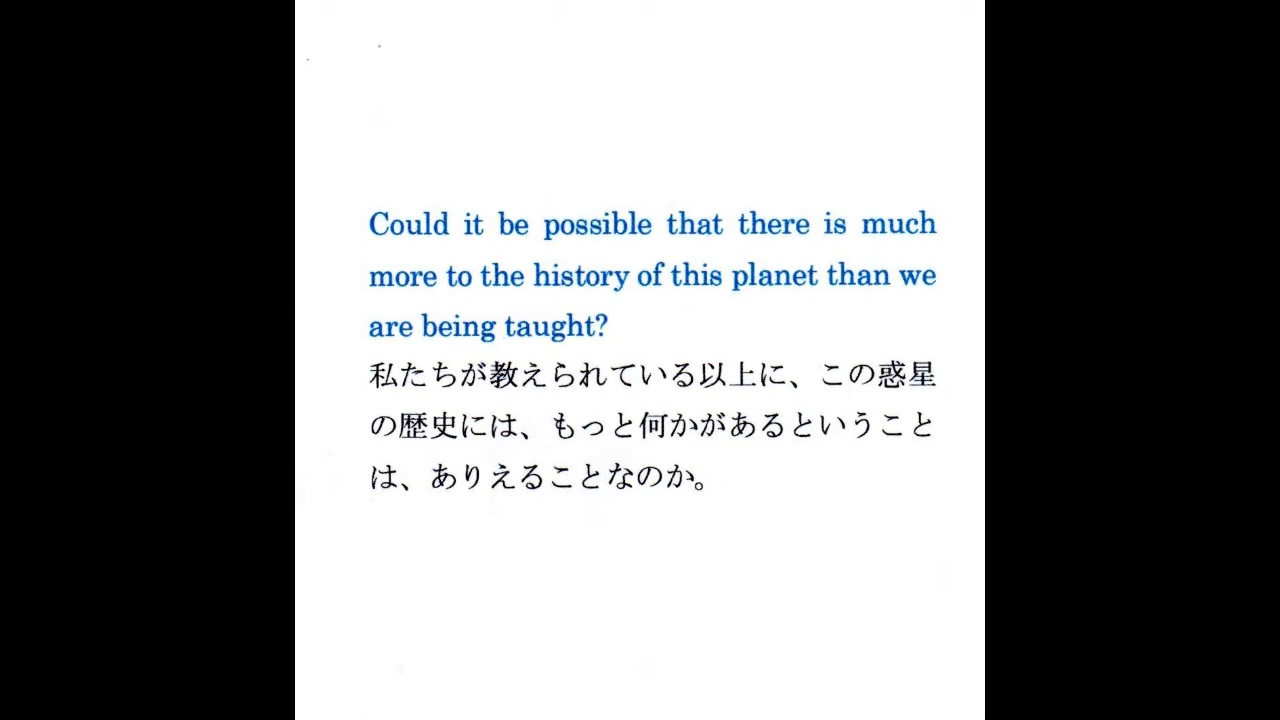 Could it be possible that there is much
more to the history of this planet than we
are being taught?
私たちが教えられている以上に、この惑星
の歴史には、もっと何かがあるということ
は、ありえることなのか。